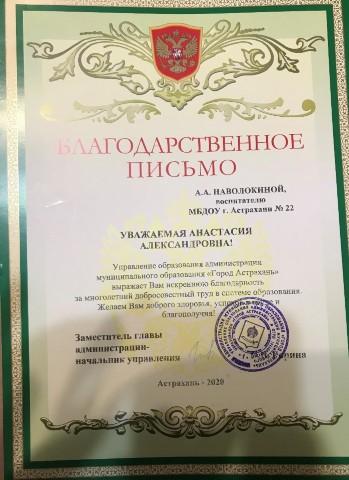 БЛАГОДАРСТВЕННОЕ
ПИСЬМО
А.А. НАВОЛОКИНОЙ,
воспитателю
МБДОУ г. Астрахани № 22
УВАЖАЕМАЯ АНАСТАСИЯ
АЛЕКСАНДРОВНА!
Управление образования администрации
муниципального образования «Город Астрахань»
выражает Вам искреннюю благодарность
за многолетний добросовестный труд в системе образования.
Желаем Вам доброго здоровья, и
благополучия!
Заместитель главы
администрации-
начальник управления
Астрахань - 2020